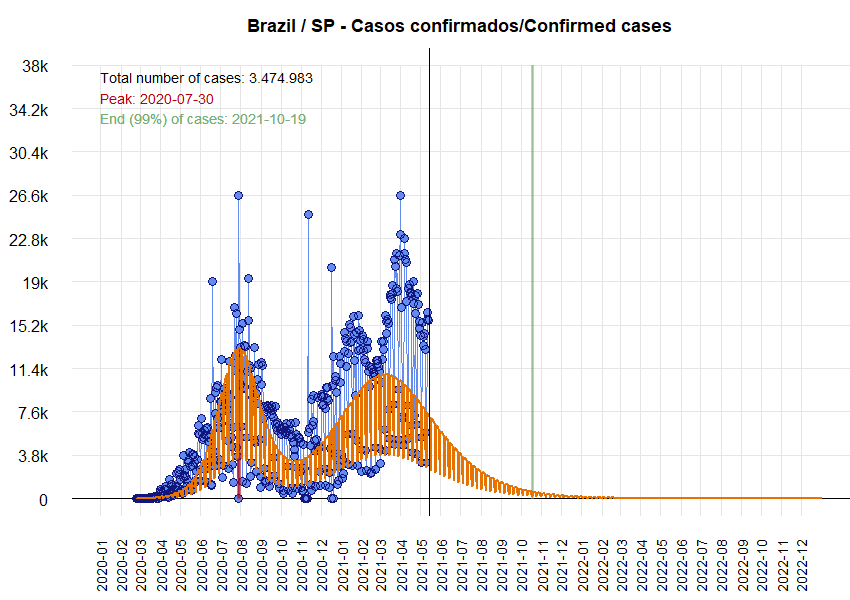 Brazil / SP - Casos confirmados/Confirmed cases
38k
34.2k
30.4k
26.6k
22.8k
19k
15.2k
11.4k
7.6k
3.8k
0
Total number of cases: 3.474.983
Peak: 2020-07-30
End (99%) of cases: 2021-10-19
2020-01
2020-02
2020-03
2020-04
2020-05
2020-06
2020-07
2020-08
2020-09
2020-10
2020-11
2020-12
2021-01
2021-02
2021-03
2021-04
2021-05
2021-06
2021-07
2021-08
2021-09
2021-10
2021-11
2021-12
2022-01
2022-02
2022-03
2022-04
2022-05
2022-06
2022-07
2022-08
2022-09
2022-10
2022-11
2022-12